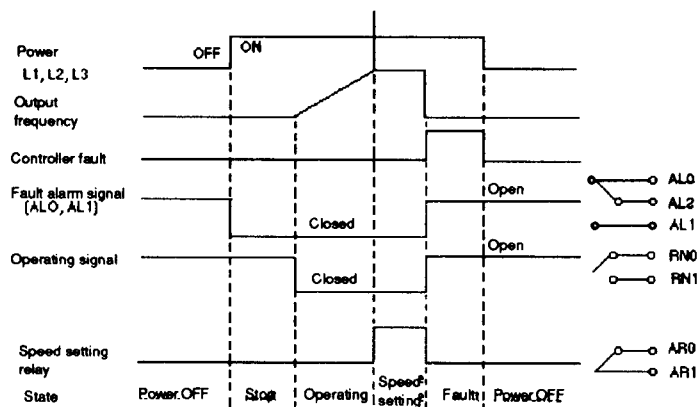 Power
L1, L2, L3
OFF
ON
Output
frequency
Controller fault
Fault alarm signal
(AL0, AL1)
Closed
Open
AL0
AL2
AL1
Operating signal
Closed
Open
RN0
RN1
Speed setting
relay
AR0
AR1
State
Power OFF
Stop
Operating
Speed
setting
Fault
Power OFF